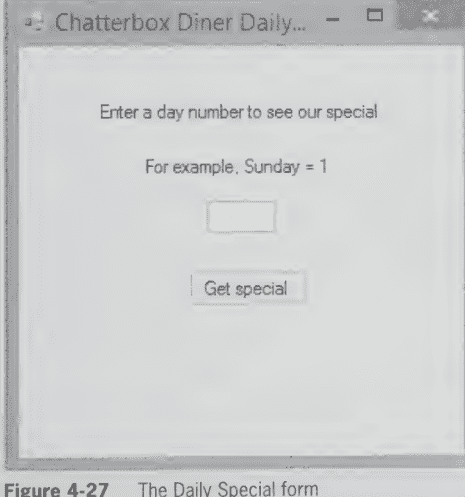 Chatterbox Diner Daily...
Enter a day number to see our special
For example, Sunday = 1
Get special
Figure 4-27 The Daily Special form